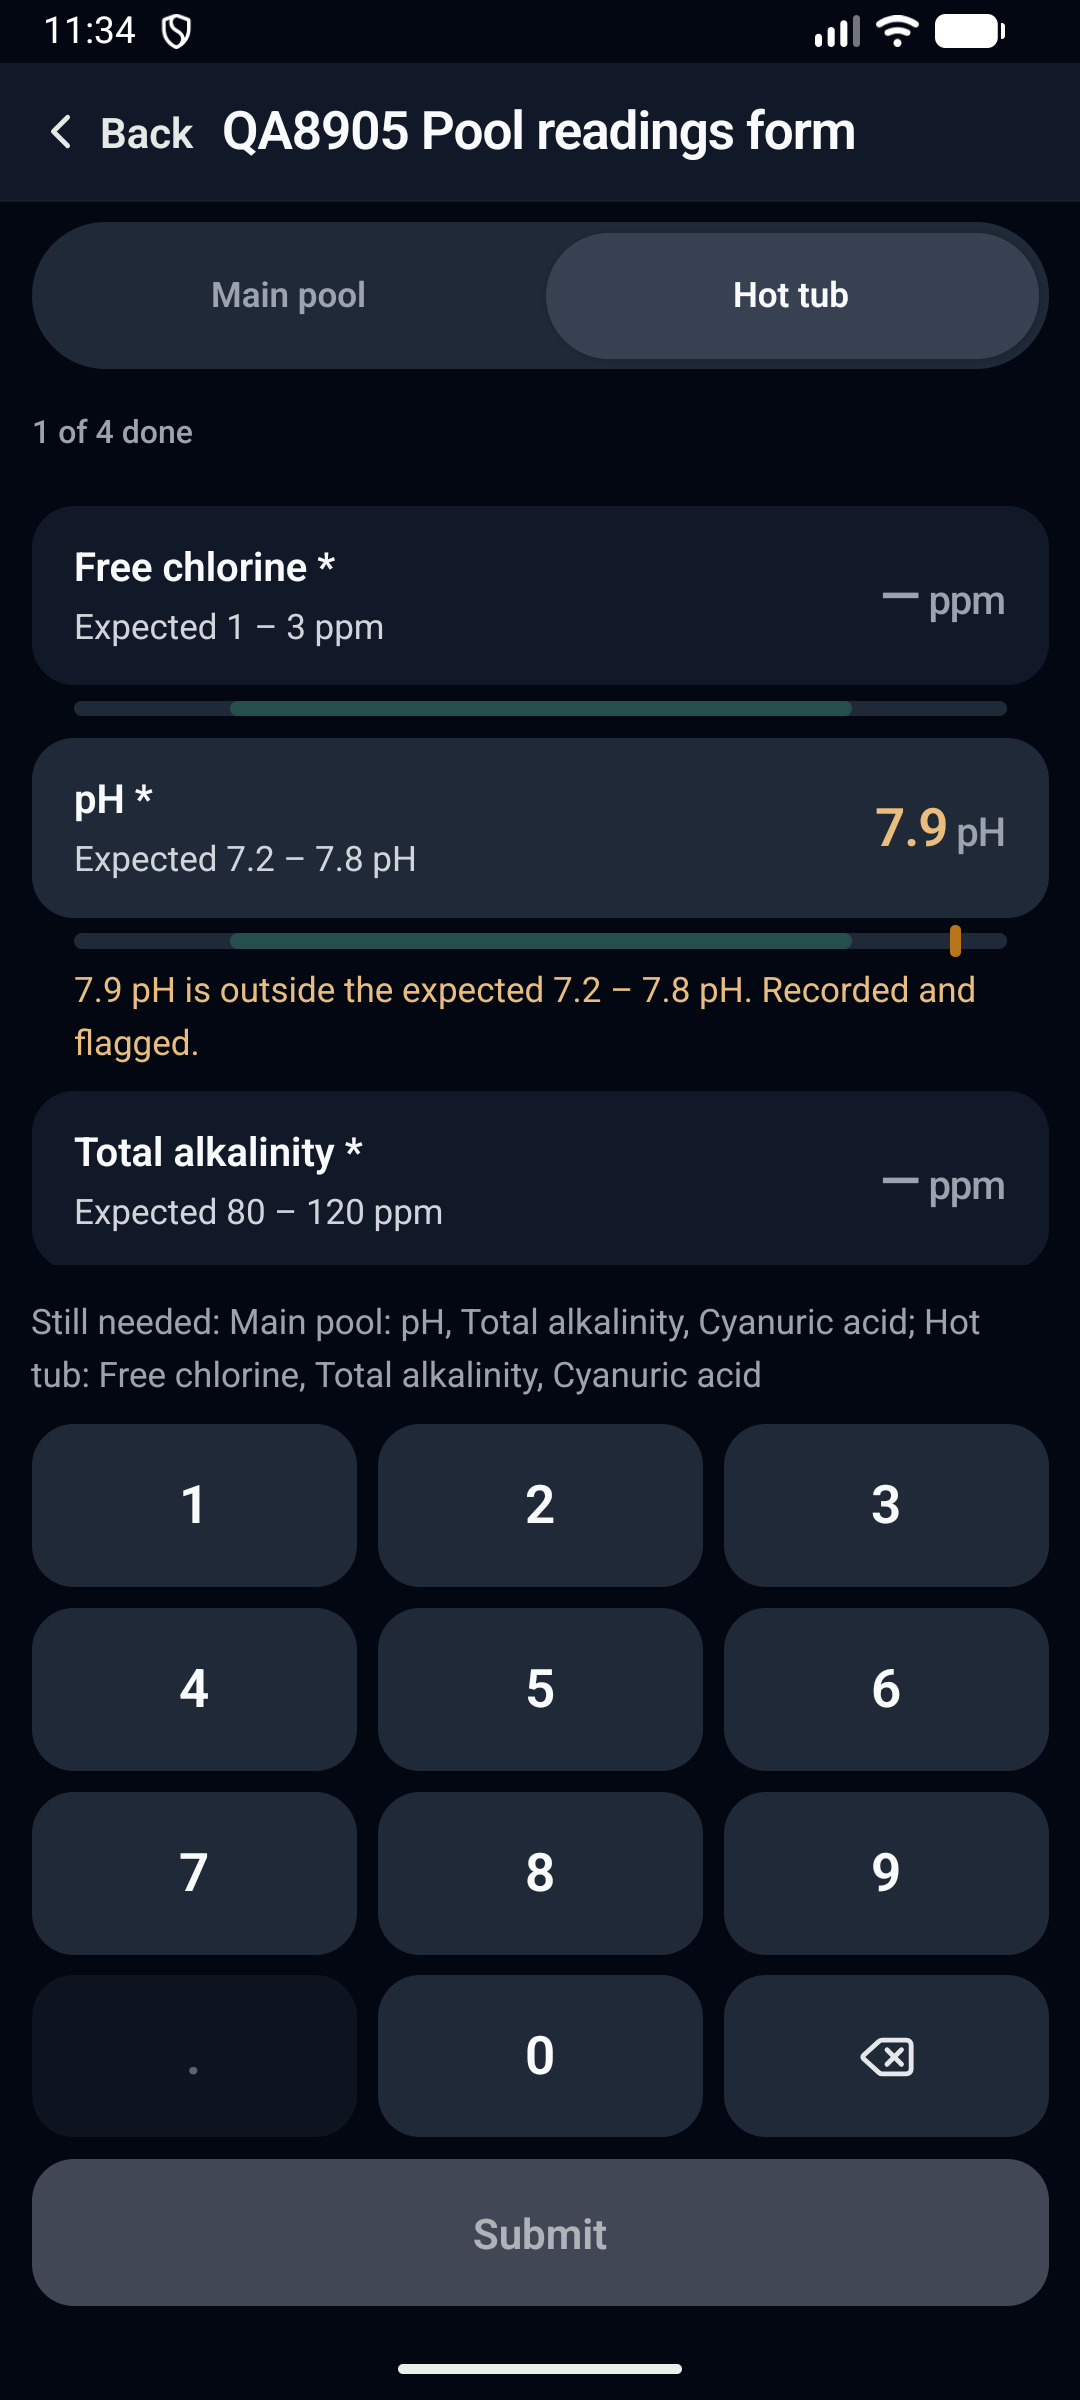 11:34
Back QA8905 Pool readings form
Main pool Hot tub
1 of 4 done
Free chlorine *
Expected 1 – 3 ppm
— ppm
pH *
Expected 7.2 – 7.8 pH
7.9 pH
7.9 pH is outside the expected 7.2 – 7.8 pH. Recorded and
flagged.
Total alkalinity *
Expected 80 – 120 ppm
— ppm
Still needed: Main pool: pH, Total alkalinity, Cyanuric acid; Hot
tub: Free chlorine, Total alkalinity, Cyanuric acid
1 2 3
4 5 6
7 8 9
. 0
Submit